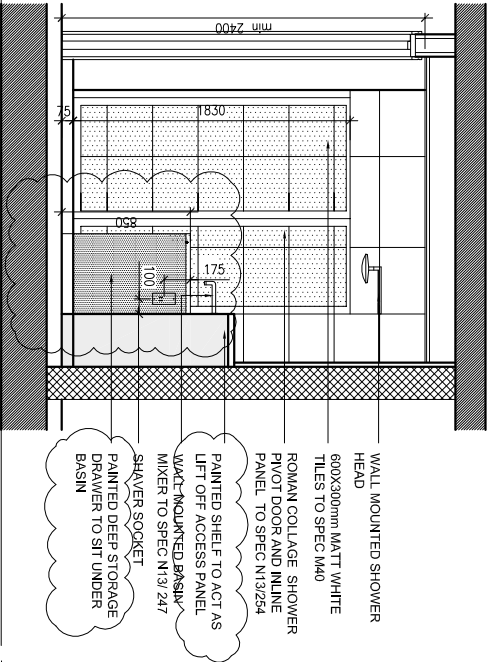 min 2400
75
1830
850
100
175
WALL MOUNTED SHOWER
HEAD
600X300mm MATT WHITE
TILES TO SPEC M40
ROMAN COLLAGE SHOWER
PIVOT DOOR AND INLINE
PANEL TO SPEC N13/254
PAINTED SHELF TO ACT AS
LIFT OFF ACCESS PANEL
WALL MOUNTED BASIN
MIXER TO SPEC N13/ 247
SHAVER SOCKET
PAINTED DEEP STORAGE
DRAWER TO SIT UNDER
BASIN